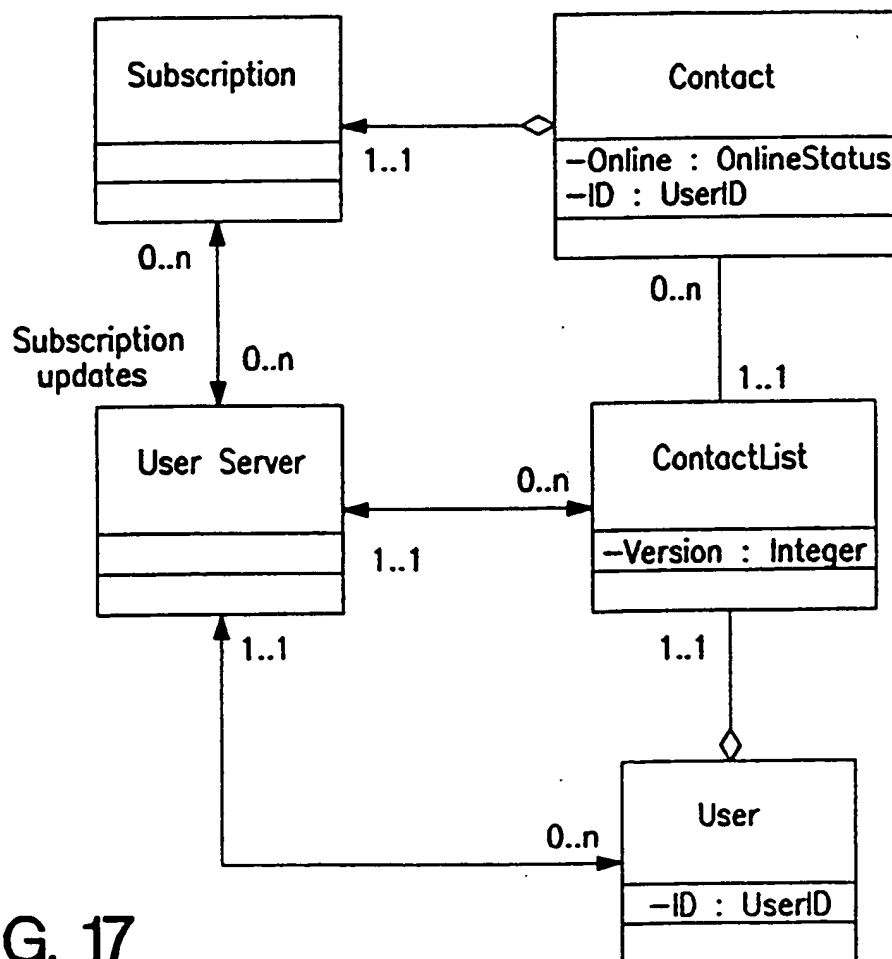 Subscription
Contact
1..1
-Online : OnlineStatus
-ID : UserID
0..n
0..n
Subscription
updates
0..n
1..1
User Server
ContactList
0..n
1..1
-Version : Integer
1..1
1..1
User
0..n
-ID : UserID
G. 17